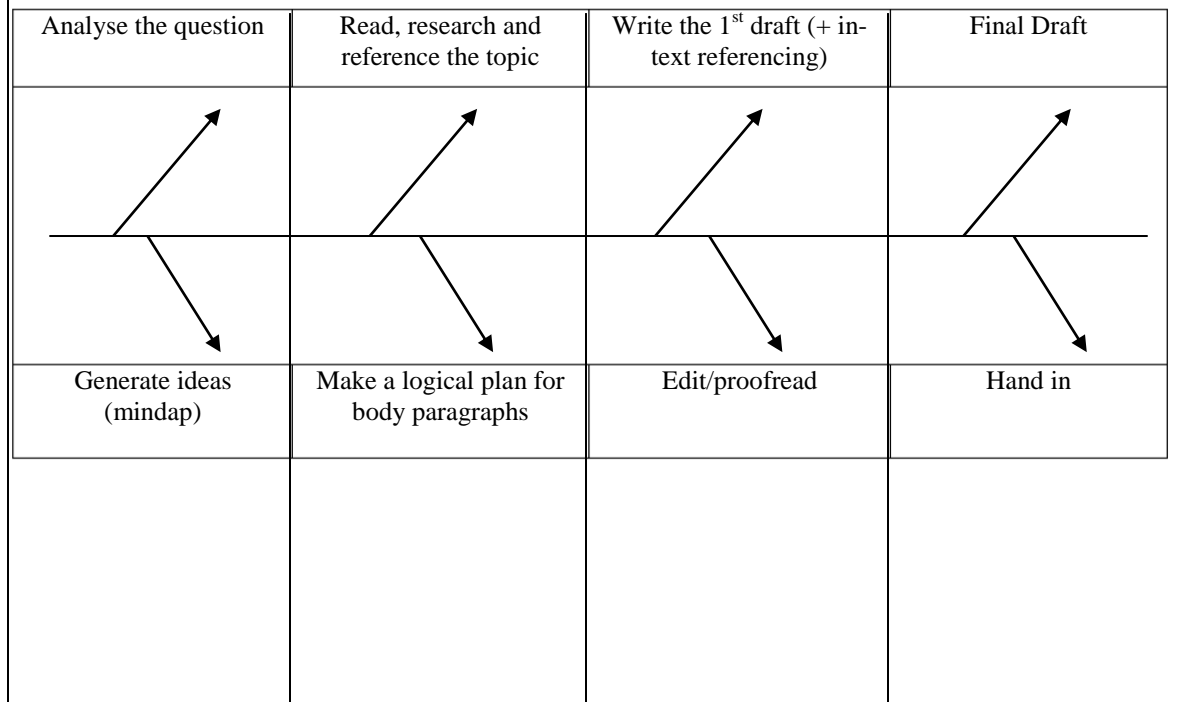 Analyse the question
Read, research and
reference the topic
Write the 1st draft (+ in-
text referencing)
Final Draft
Generate ideas
(mindap)
Make a logical plan for
body paragraphs
Edit/proofread
Hand in